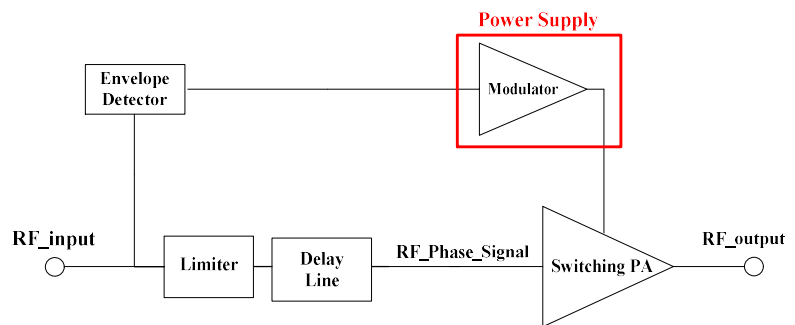 Power Supply
Envelope
Detector
Modulator
RF_input
Limiter
Delay
Line
RF_Phase_Signal
Switching PA
RF_output